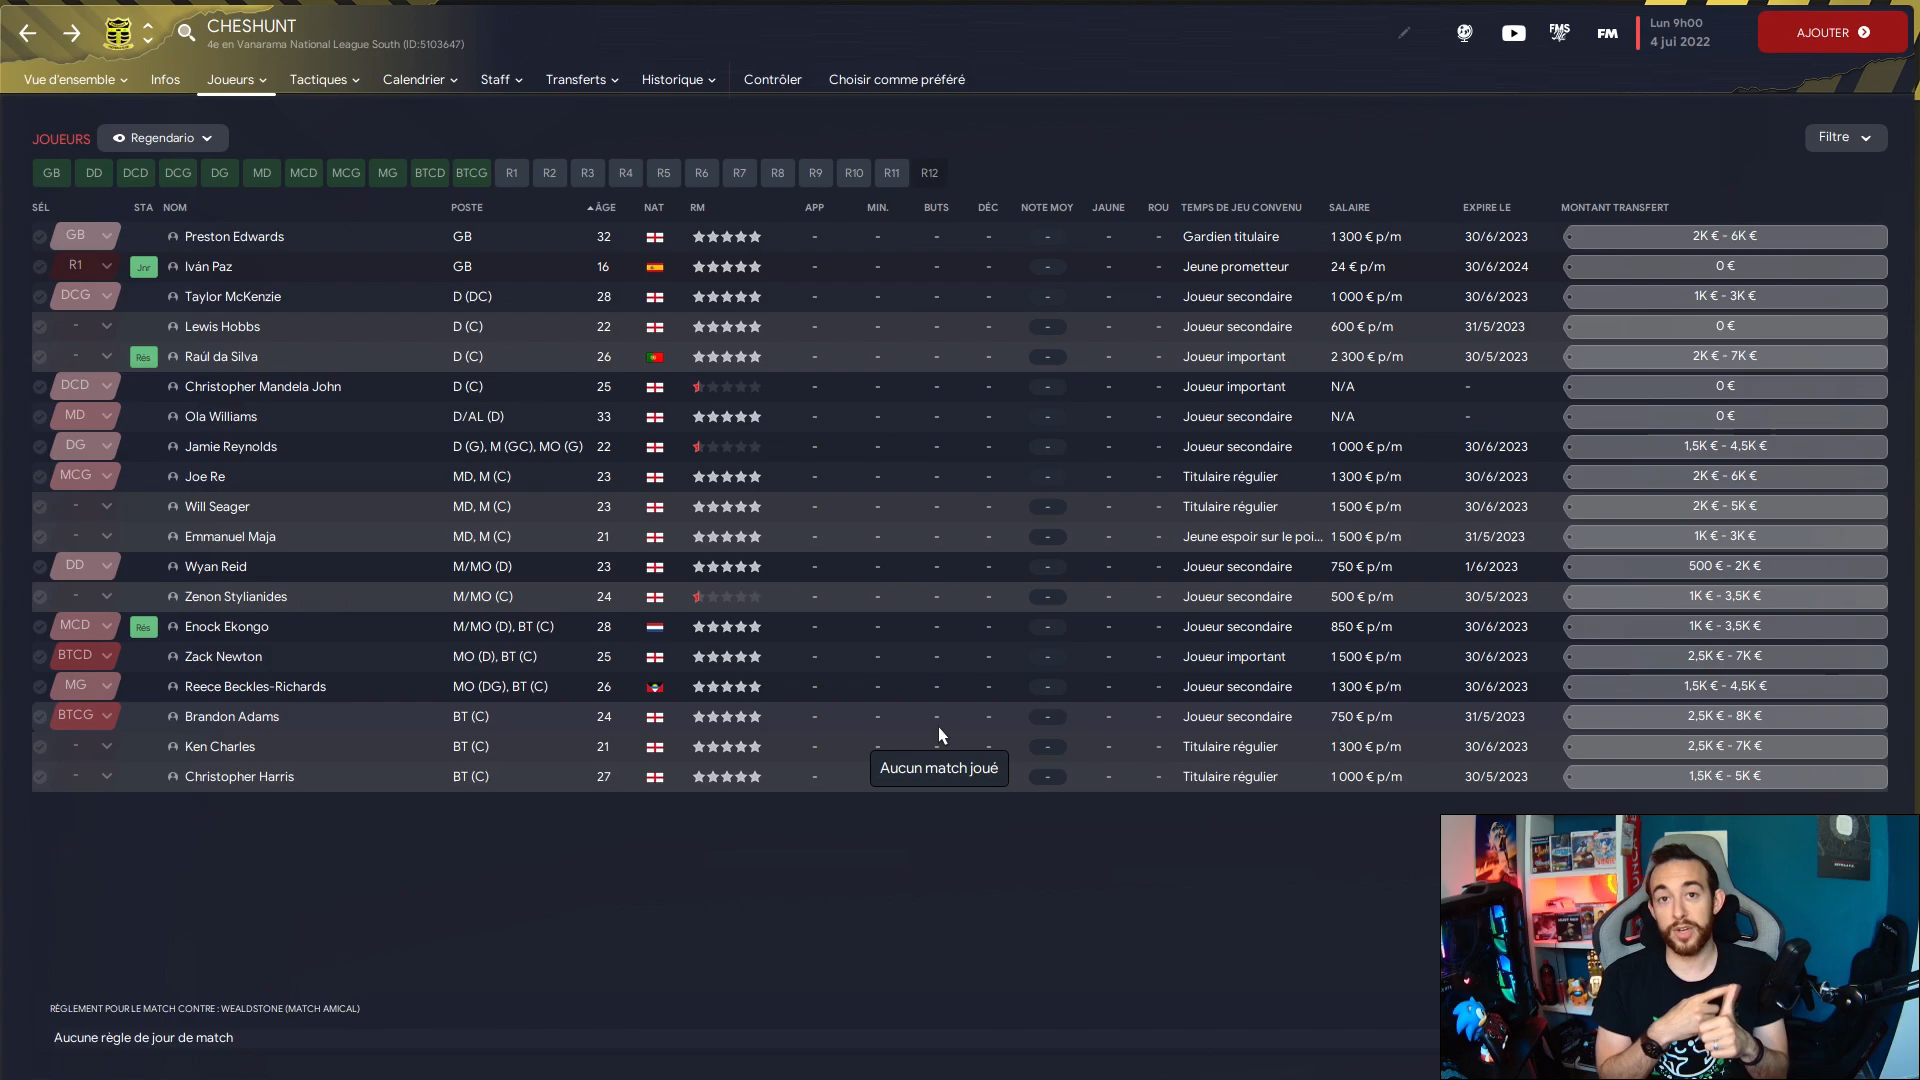 CHESHUNT
4e en Vanarama National League South (ID:5103647)
FMS
FM
Lun 9h00
4 jui 2022
AJOUTER
Vue d'ensemble Infos Joueurs Tactiques Calendrier Staff Transferts Historique Contrôler Choisir comme préféré
JOUEURS Regendario Filtre
GB DD DCD DCG DG MD MCD MCG MG BTCD BTCG R1 R2 R3 R4 R5 R6 R7 R8 R9 R10 R11 R12
SÉL STA NOM POSTE ÂGE NAT RM APP MIN. BUTS DÉC NOTE MOY JAUNE ROU TEMPS DE JEU CONVENU SALAIRE EXPIRE LE MONTANT TRANSFERT
GB Preston Edwards GB 32 - - - - - - - Gardien titulaire 1 300 € p/m 30/6/2023 2K € - 6K €
R1 Jnr Iván Paz GB 16 - - - - - - - Jeune prometteur 24 € p/m 30/6/2024 0 €
DCG Taylor McKenzie D (DC) 28 - - - - - - - Joueur secondaire 1 000 € p/m 30/6/2023 1K € - 3K €
- Lewis Hobbs D (C) 22 - - - - - - - Joueur secondaire 600 € p/m 31/5/2023 0 €
- Rés Raúl da Silva D (C) 26 - - - - - - - Joueur important 2 300 € p/m 30/5/2023 2K € - 7K €
DCD Christopher Mandela John D (C) 25 - - - - - - - Joueur important N/A - 0 €
MD Ola Williams D/AL (D) 33 - - - - - - - Joueur secondaire N/A - 0 €
DG Jamie Reynolds D (G), M (GC), MO (G) 22 - - - - - - - Joueur secondaire 1 000 € p/m 30/6/2023 1,5K € - 4,5K €
MCG Joe Re MD, M (C) 23 - - - - - - - Titulaire régulier 1 300 € p/m 30/6/2023 2K € - 6K €
- Will Seager MD, M (C) 23 - - - - - - - Titulaire régulier 1 500 € p/m 30/6/2023 2K € - 5K €
- Emmanuel Maja MD, M (C) 21 - - - - - - - Jeune espoir sur le poi... 1 500 € p/m 31/5/2023 1K € - 3K €
DD Wyan Reid M/MO (D) 23 - - - - - - - Joueur secondaire 750 € p/m 1/6/2023 500 € - 2K €
- Zenon Stylianides M/MO (C) 24 - - - - - - - Joueur secondaire 500 € p/m 30/5/2023 1K € - 3,5K €
MCD Rés Enock Ekongo M/MO (D), BT (C) 28 - - - - - - - Joueur secondaire 850 € p/m 30/6/2023 1K € - 3,5K €
BTCD Zack Newton MO (D), BT (C) 25 - - - - - - - Joueur important 1 500 € p/m 30/6/2023 2,5K € - 7K €
MG Reece Beckles-Richards MO (DG), BT (C) 26 - - - - - - - Joueur secondaire 1 300 € p/m 30/6/2023 1,5K € - 4,5K €
BTCG Brandon Adams BT (C) 24 - - - - - - - Joueur secondaire 750 € p/m 31/5/2023 2,5K € - 8K €
- Ken Charles BT (C) 21 - - - - - - - Titulaire régulier 1 300 € p/m 30/6/2023 2,5K € - 7K €
- Christopher Harris BT (C) 27 - - - - Titulaire régulier 1 000 € p/m 30/5/2023 1,5K € - 5K €
Aucun match joué
RÈGLEMENT POUR LE MATCH CONTRE : WEALDSTONE (MATCH AMICAL)
Aucune règle de jour de match